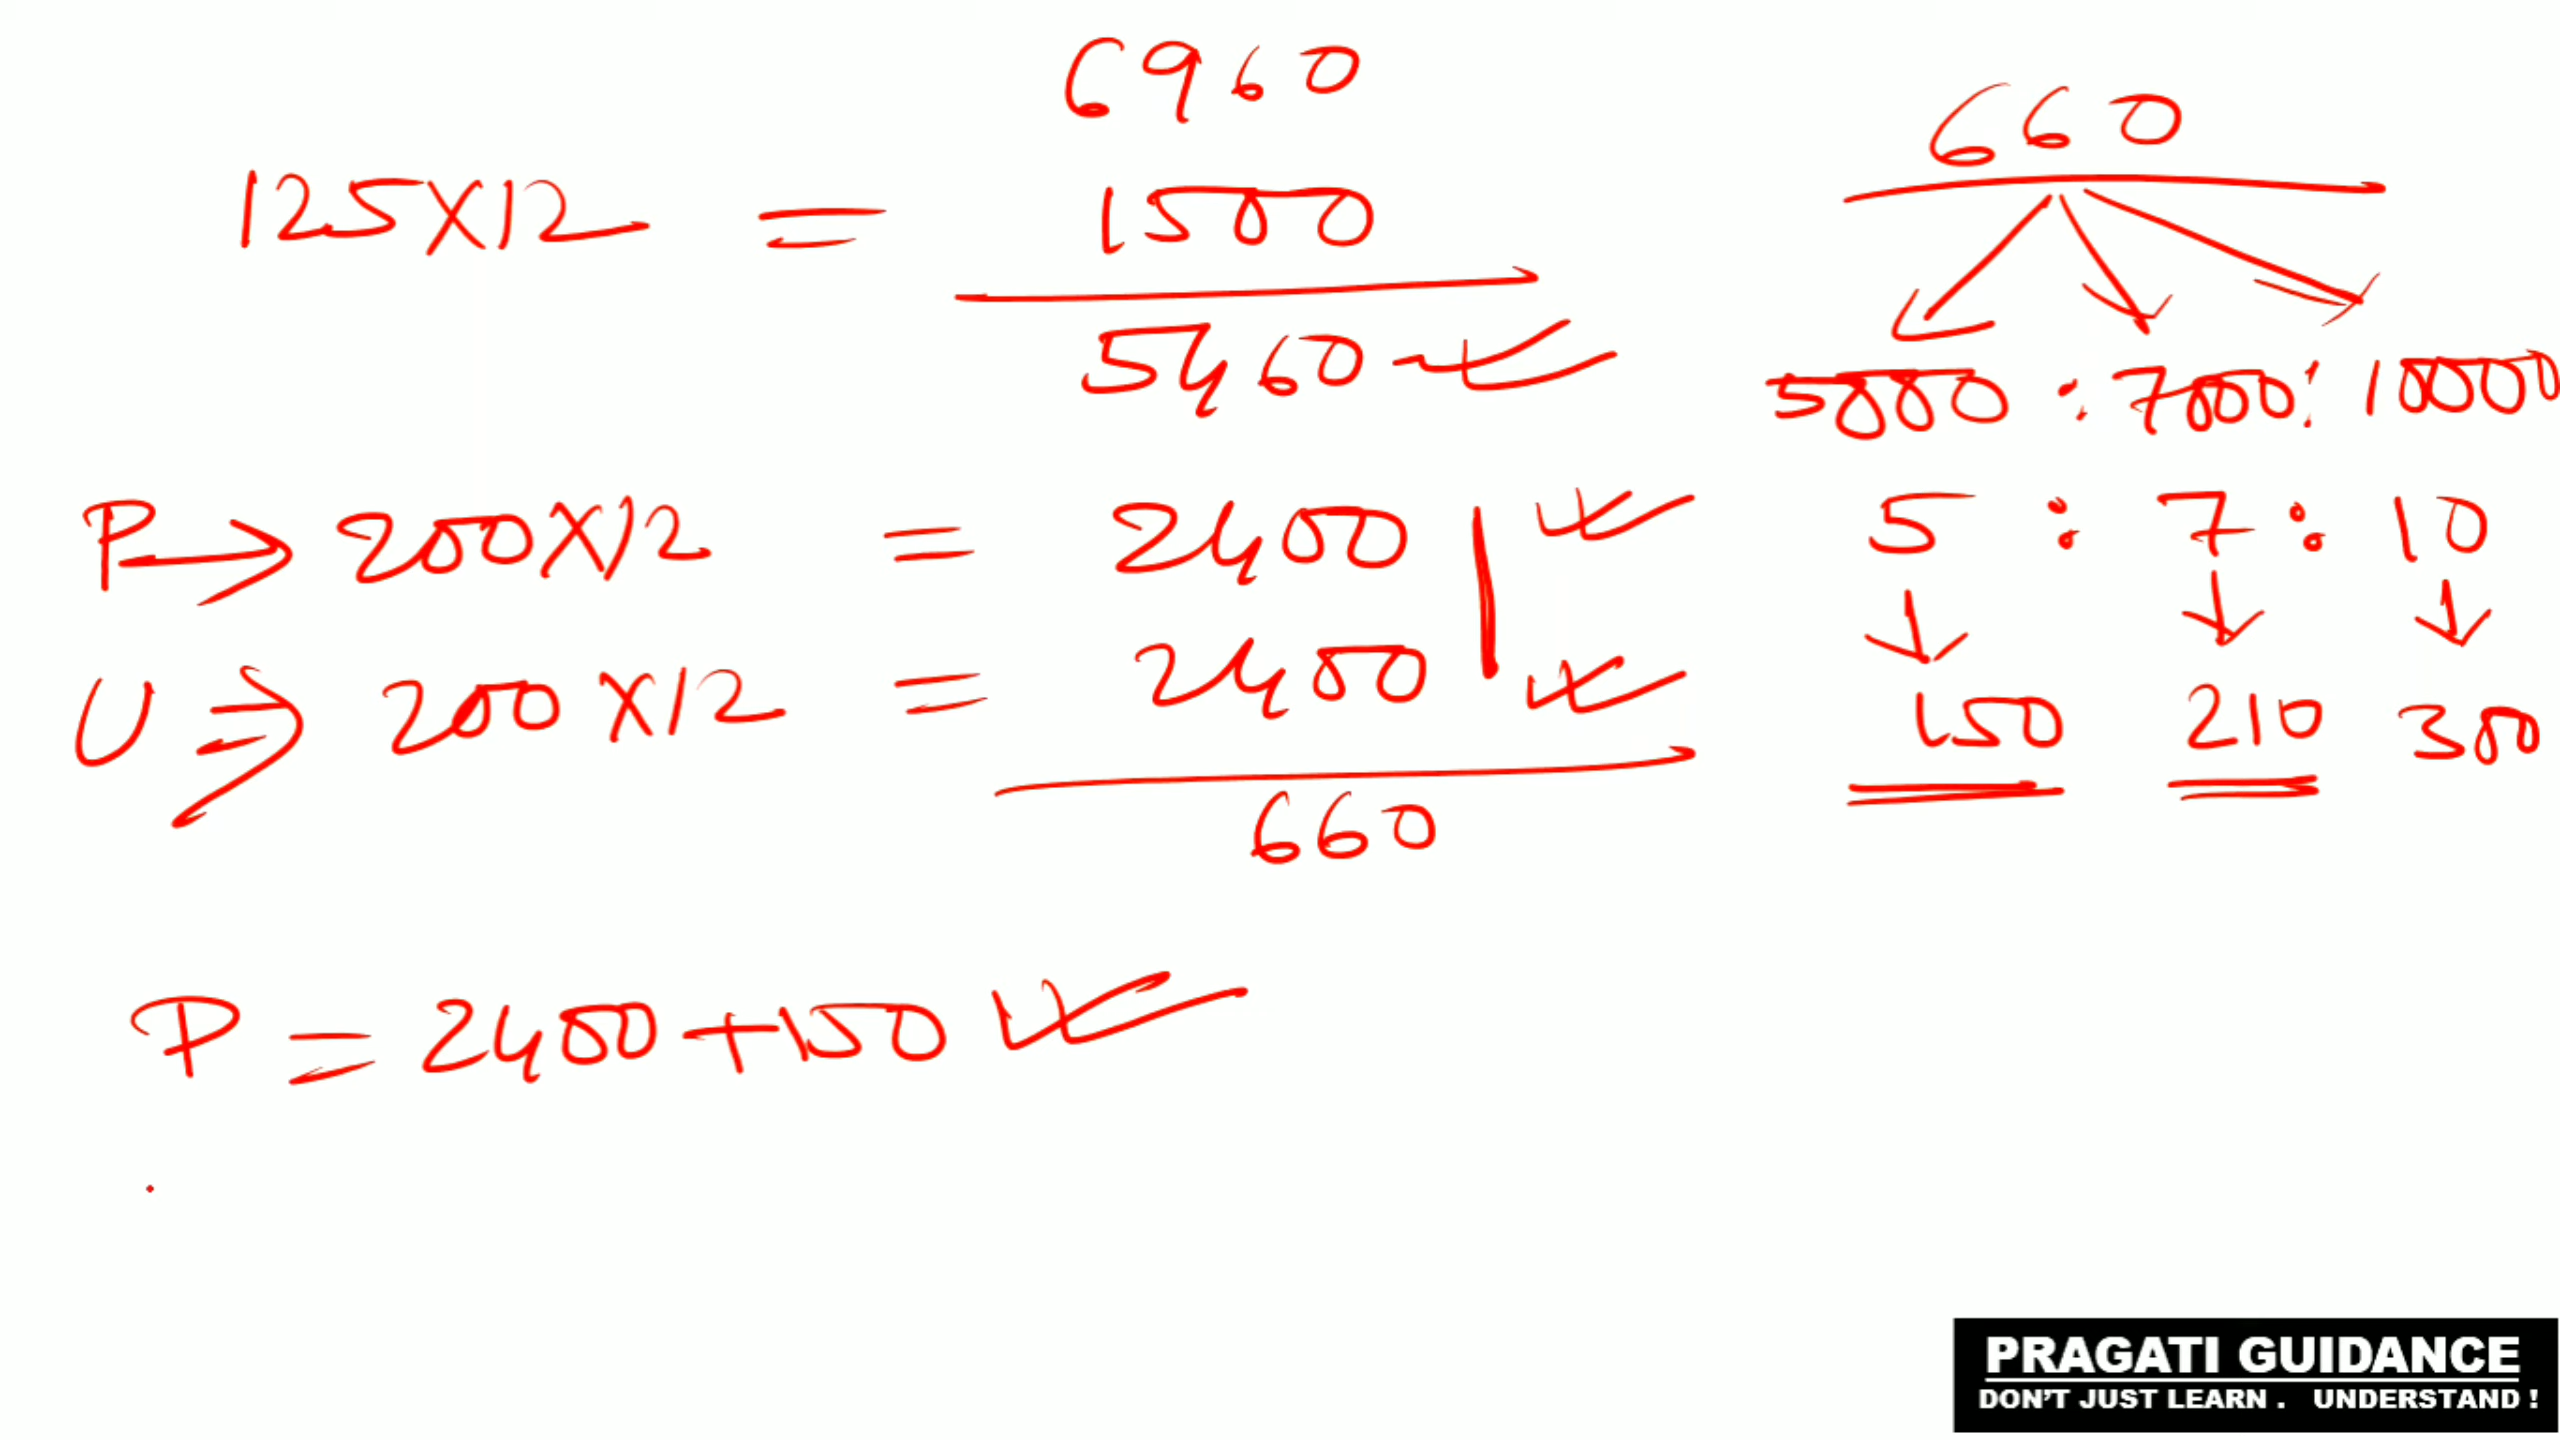 6960
125X12 = 1500
5460
P → 200X12 = 2400
U ⇒ 200X12 = 2400
660
P = 2400+150
660
5000 : 7000 : 10000
5 : 7 : 10
150 210 300
PRAGATI GUIDANCE
DON'T JUST LEARN . UNDERSTAND !